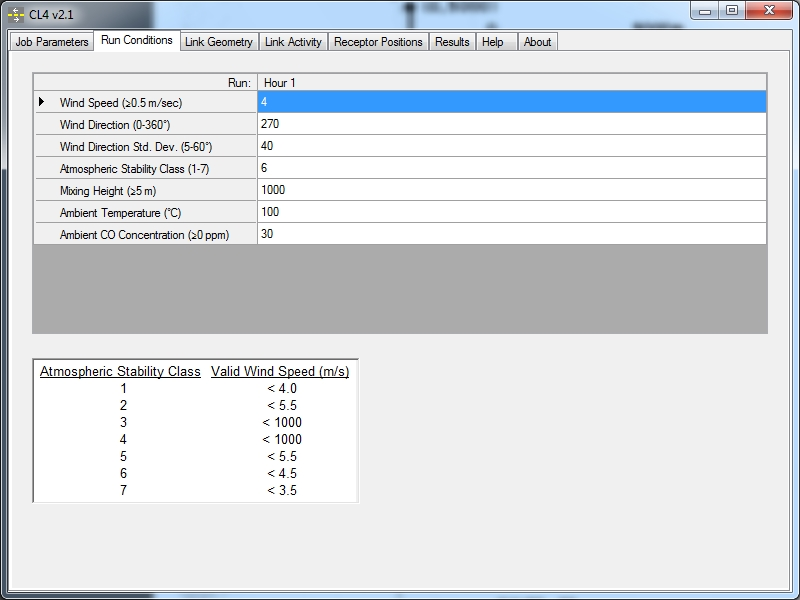 CL4 v2.1
Job Parameters Run Conditions Link Geometry Link Activity Receptor Positions Results Help About
Run: Hour 1
Wind Speed (≥0.5 m/sec) 4
Wind Direction (0-360°) 270
Wind Direction Std. Dev. (5-60°) 40
Atmospheric Stability Class (1-7) 6
Mixing Height (≥5 m) 1000
Ambient Temperature (°C) 100
Ambient CO Concentration (≥0 ppm) 30
Atmospheric Stability Class Valid Wind Speed (m/s)
1 < 4.0
2 < 5.5
3 < 1000
4 < 1000
5 < 5.5
6 < 4.5
7 < 3.5